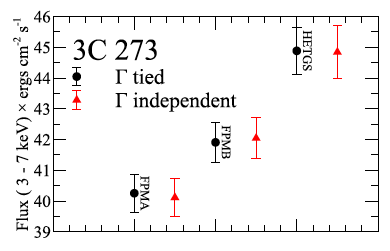 46
45
44
43
42
41
40
39
Flux ( 3 - 7 keV) × ergs cm⁻² s⁻¹
3C 273
Γ tied
Γ independent
FPMA
FPMB
HETGS